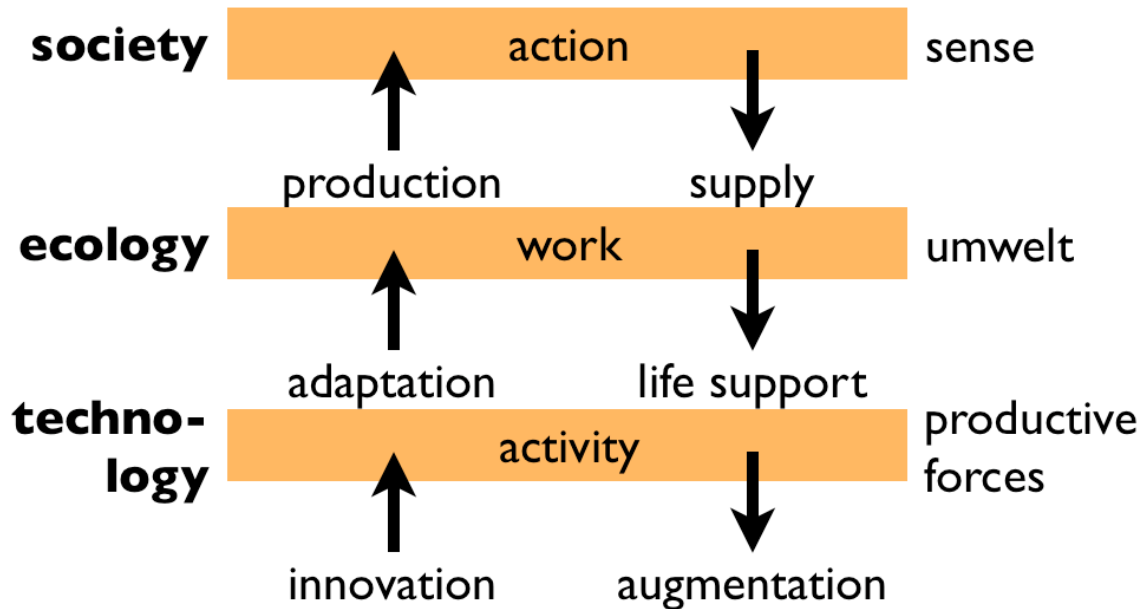 society action sense
production supply
ecology work umwelt
adaptation life support
techno- productive
activity
logy forces
innovation augmentation